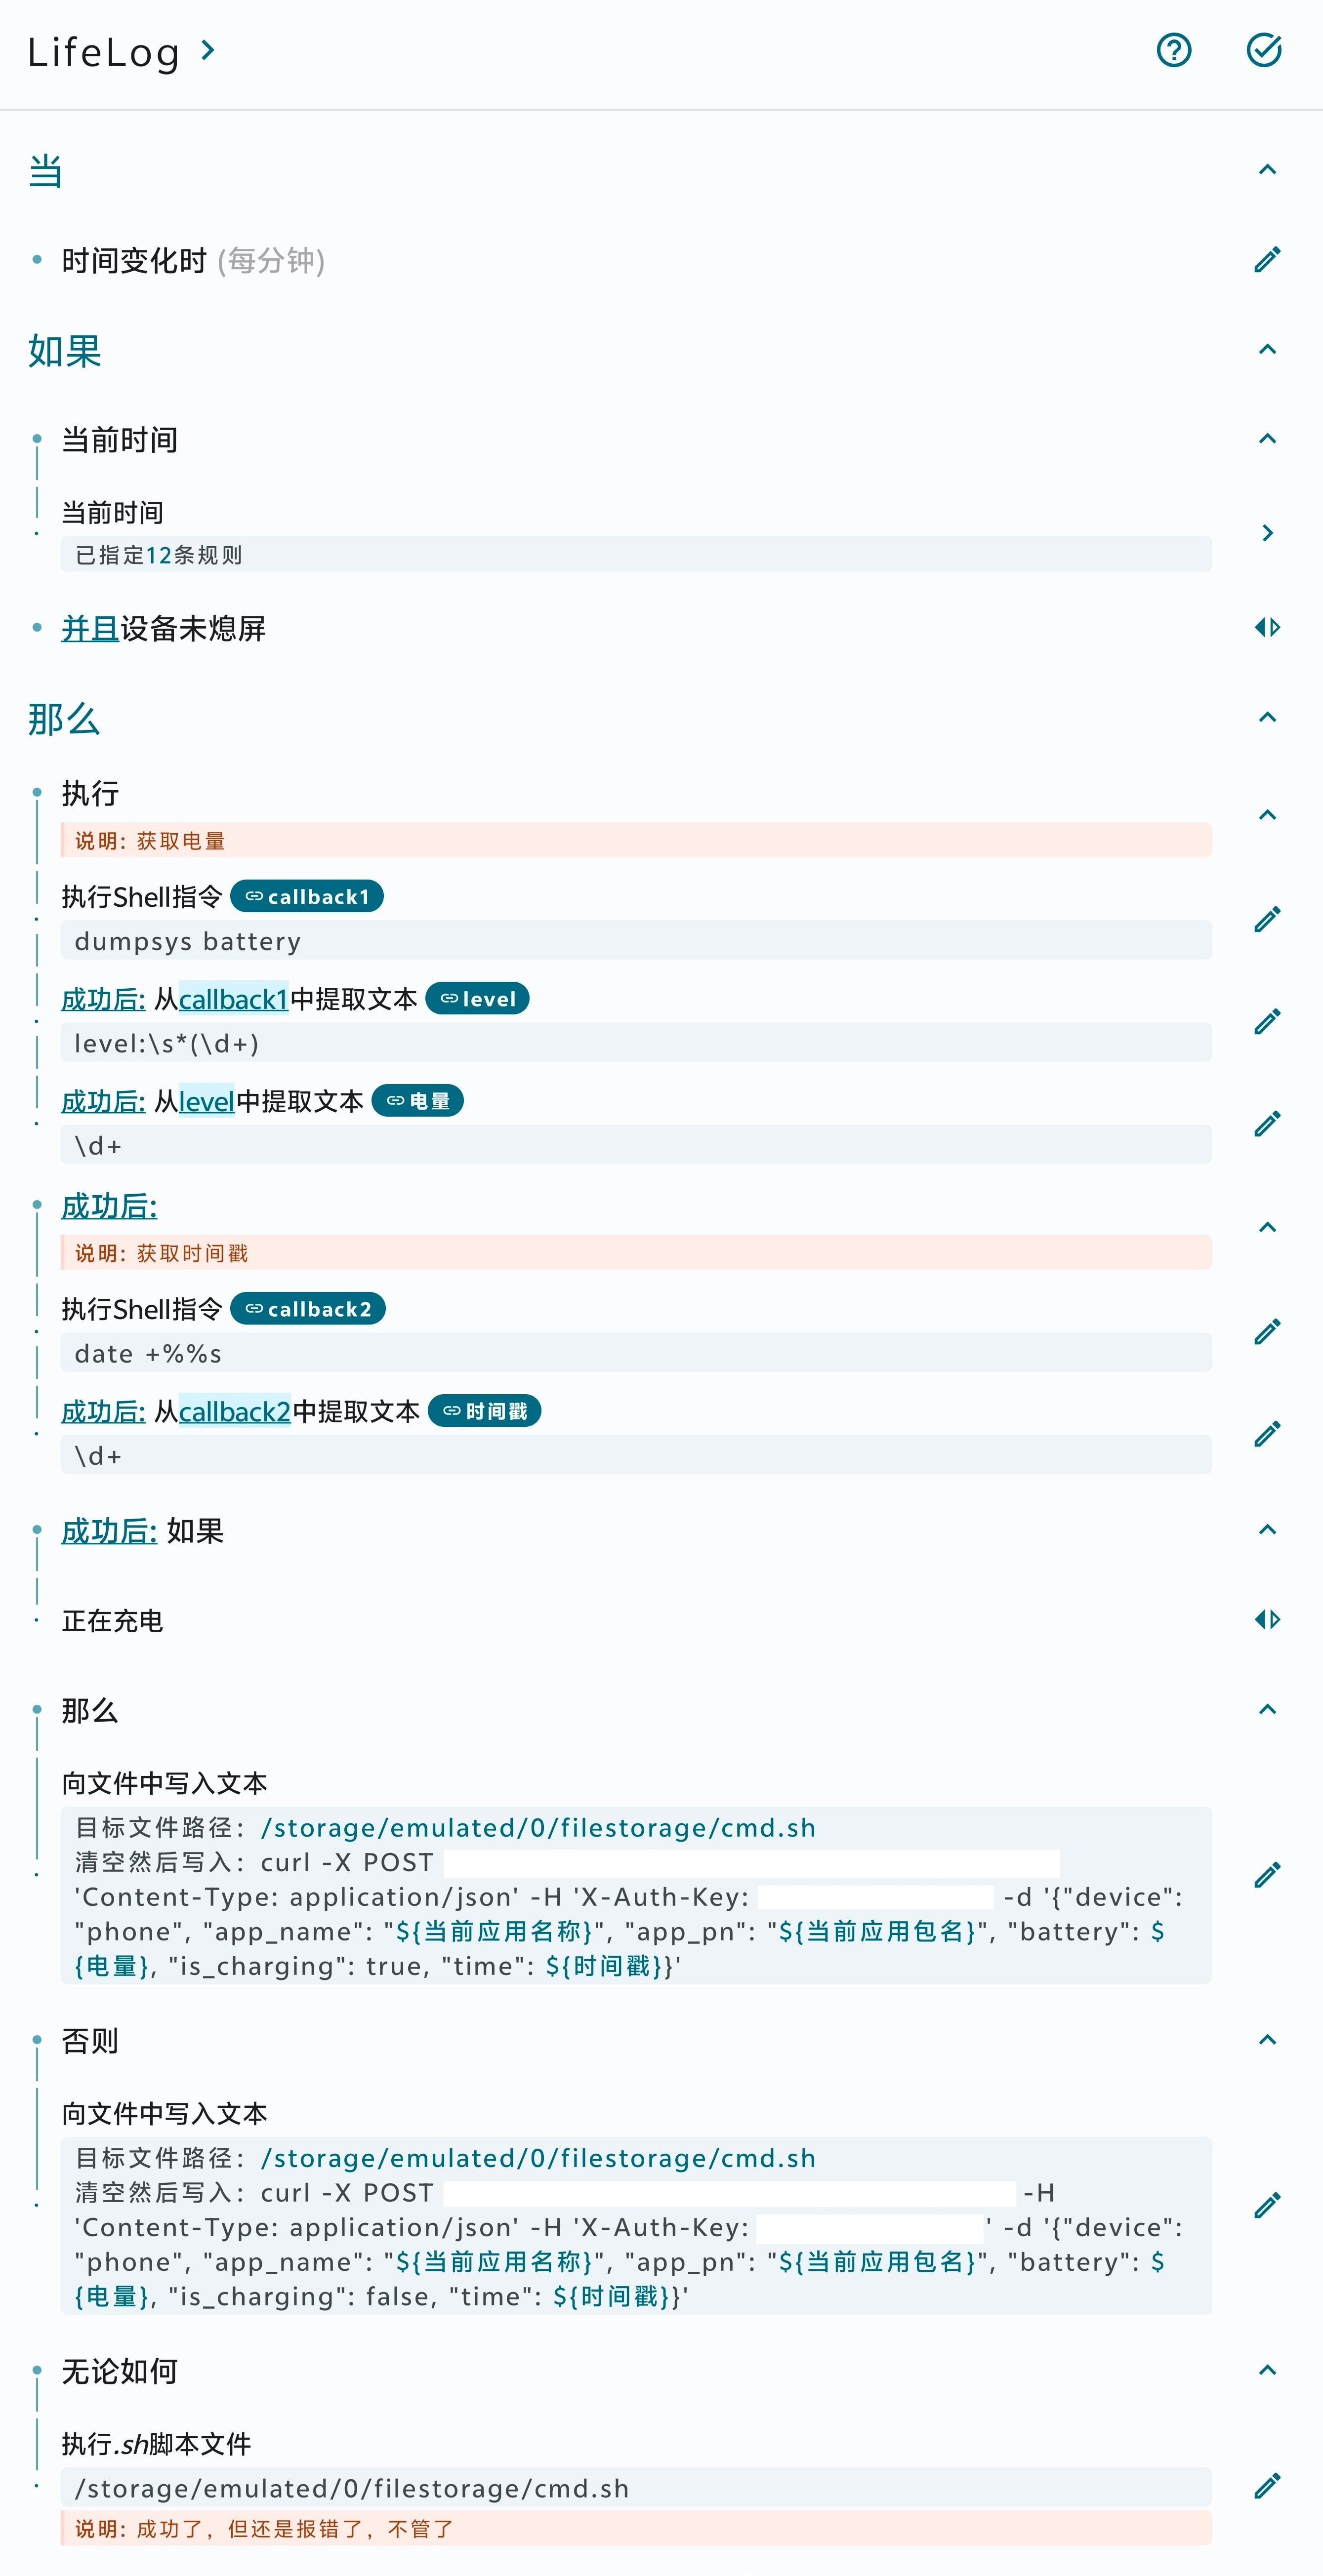 LifeLog
当
时间变化时 (每分钟)
如果
当前时间
当前时间
已指定12条规则
并且设备未熄屏
那么
执行
说明: 获取电量
执行Shell指令 callback1
dumpsys battery
成功后: 从callback1中提取文本 level
level:\s*(\d+)
成功后: 从level中提取文本 电量
\d+
成功后:
说明: 获取时间戳
执行Shell指令 callback2
date +%%s
成功后: 从callback2中提取文本 时间戳
\d+
成功后: 如果
正在充电
那么
向文件中写入文本
目标文件路径: /storage/emulated/0/filestorage/cmd.sh
清空然后写入: curl -X POST
'Content-Type: application/json' -H 'X-Auth-Key: -d '{"device":
"phone", "app_name": "${当前应用名称}", "app_pn": "${当前应用包名}", "battery": $
{电量}, "is_charging": true, "time": ${时间戳}}'
否则
向文件中写入文本
目标文件路径: /storage/emulated/0/filestorage/cmd.sh
清空然后写入: curl -X POST -H
'Content-Type: application/json' -H 'X-Auth-Key: ' -d '{"device":
"phone", "app_name": "${当前应用名称}", "app_pn": "${当前应用包名}", "battery": $
{电量}, "is_charging": false, "time": ${时间戳}}'
无论如何
执行.sh脚本文件
/storage/emulated/0/filestorage/cmd.sh
说明: 成功了，但还是报错了，不管了